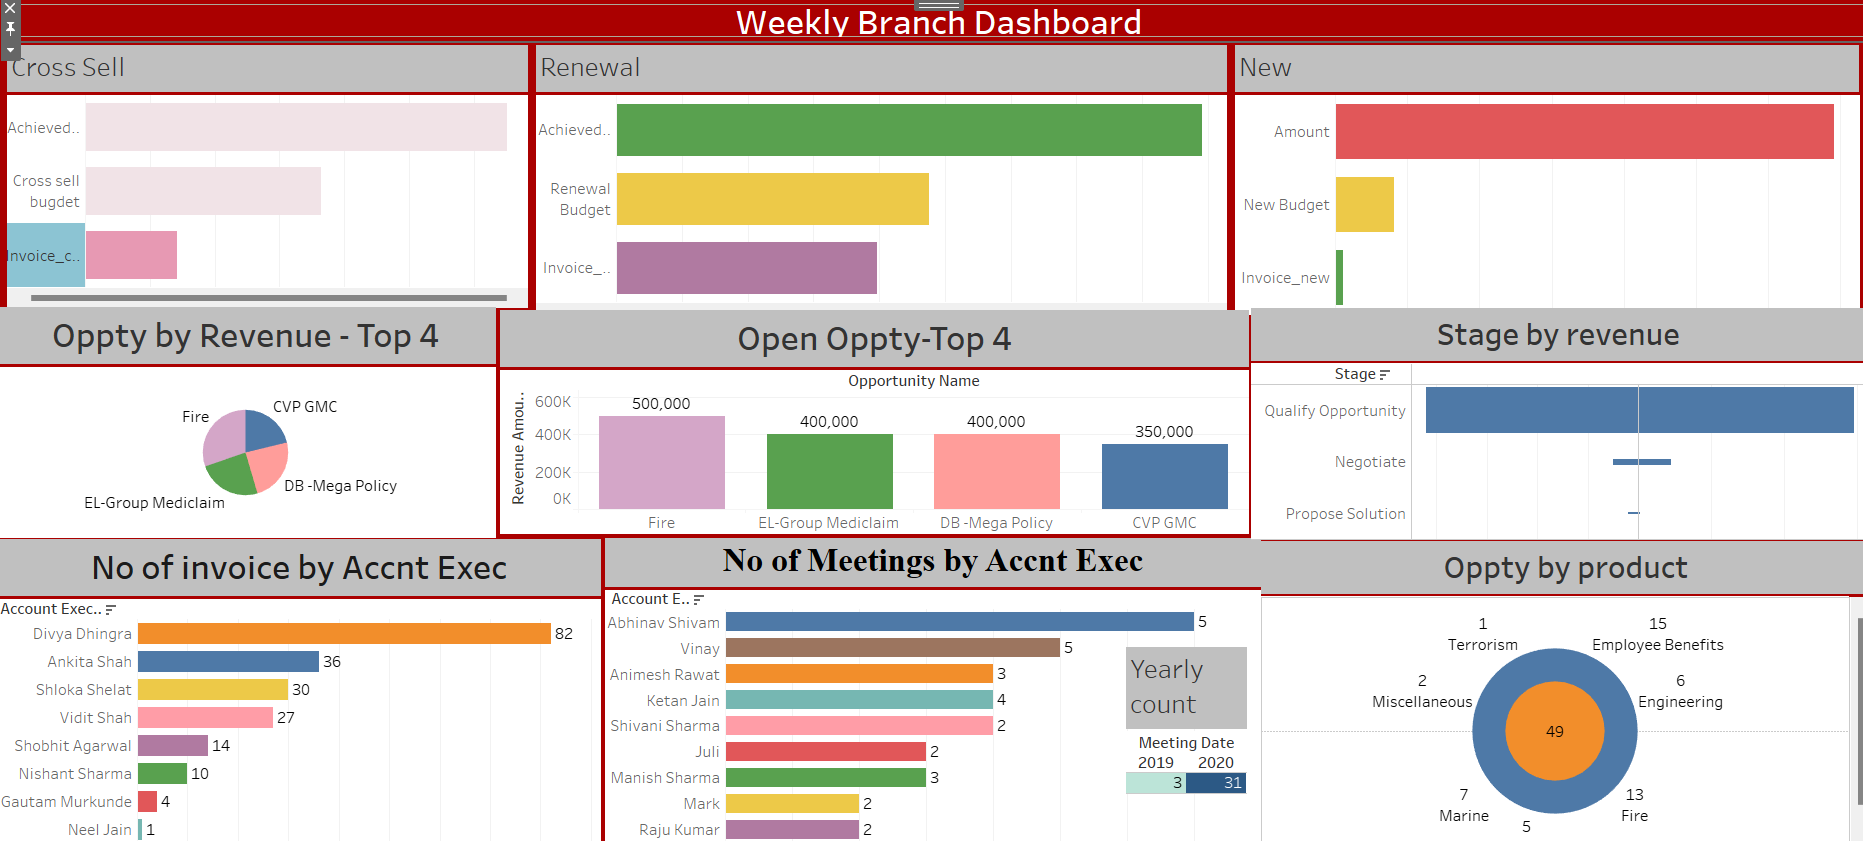 Weekly Branch Dashboard
Cross Sell
Achieved..
Cross sell
bugdet
Invoice_c..
Renewal
Achieved..
Renewal
Budget
Invoice_..
New
Amount
New Budget
Invoice_new
Oppty by Revenue - Top 4
Fire
CVP GMC
DB -Mega Policy
EL-Group Mediclaim
Open Oppty-Top 4
Opportunity Name
Revenue Amou..
600K
400K
200K
0K
500,000
400,000
400,000
350,000
Fire
EL-Group Mediclaim
DB -Mega Policy
CVP GMC
Stage by revenue
Stage
Qualify Opportunity
Negotiate
Propose Solution
No of invoice by Accnt Exec
Account Exec..
Divya Dhingra 82
Ankita Shah 36
Shloka Shelat 30
Vidit Shah 27
Shobhit Agarwal 14
Nishant Sharma 10
Gautam Murkunde 4
Neel Jain 1
No of Meetings by Accnt Exec
Account E..
Abhinav Shivam 5
Vinay 5
Animesh Rawat 3
Ketan Jain 4
Shivani Sharma 2
Juli 2
Manish Sharma 3
Mark 2
Raju Kumar 2
Yearly
count
Meeting Date
2019 2020
3 31
Oppty by product
1
Terrorism
15
Employee Benefits
2
Miscellaneous
6
Engineering
49
7
Marine
13
Fire
5